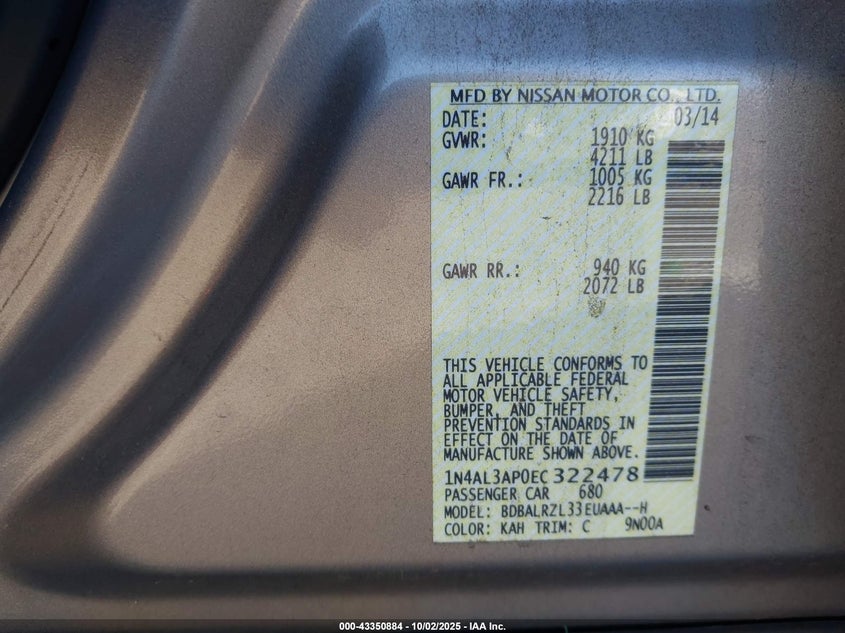 MFD BY NISSAN MOTOR CO., LTD.
DATE: 03/14
GVWR: 1910 KG
4211 LB
GAWR FR.: 1005 KG
2216 LB
GAWR RR.: 940 KG
2072 LB
THIS VEHICLE CONFORMS TO
ALL APPLICABLE FEDERAL
MOTOR VEHICLE SAFETY,
BUMPER, AND THEFT
PREVENTION STANDARDS IN
EFFECT ON THE DATE OF
MANUFACTURE SHOWN ABOVE.
1N4AL3AP0EC322478
PASSENGER CAR 680
MODEL: BDBALRZL33EUAAA--H
COLOR: KAH TRIM: C 9N00A
000-43350884 - 10/02/2025 - IAA Inc.